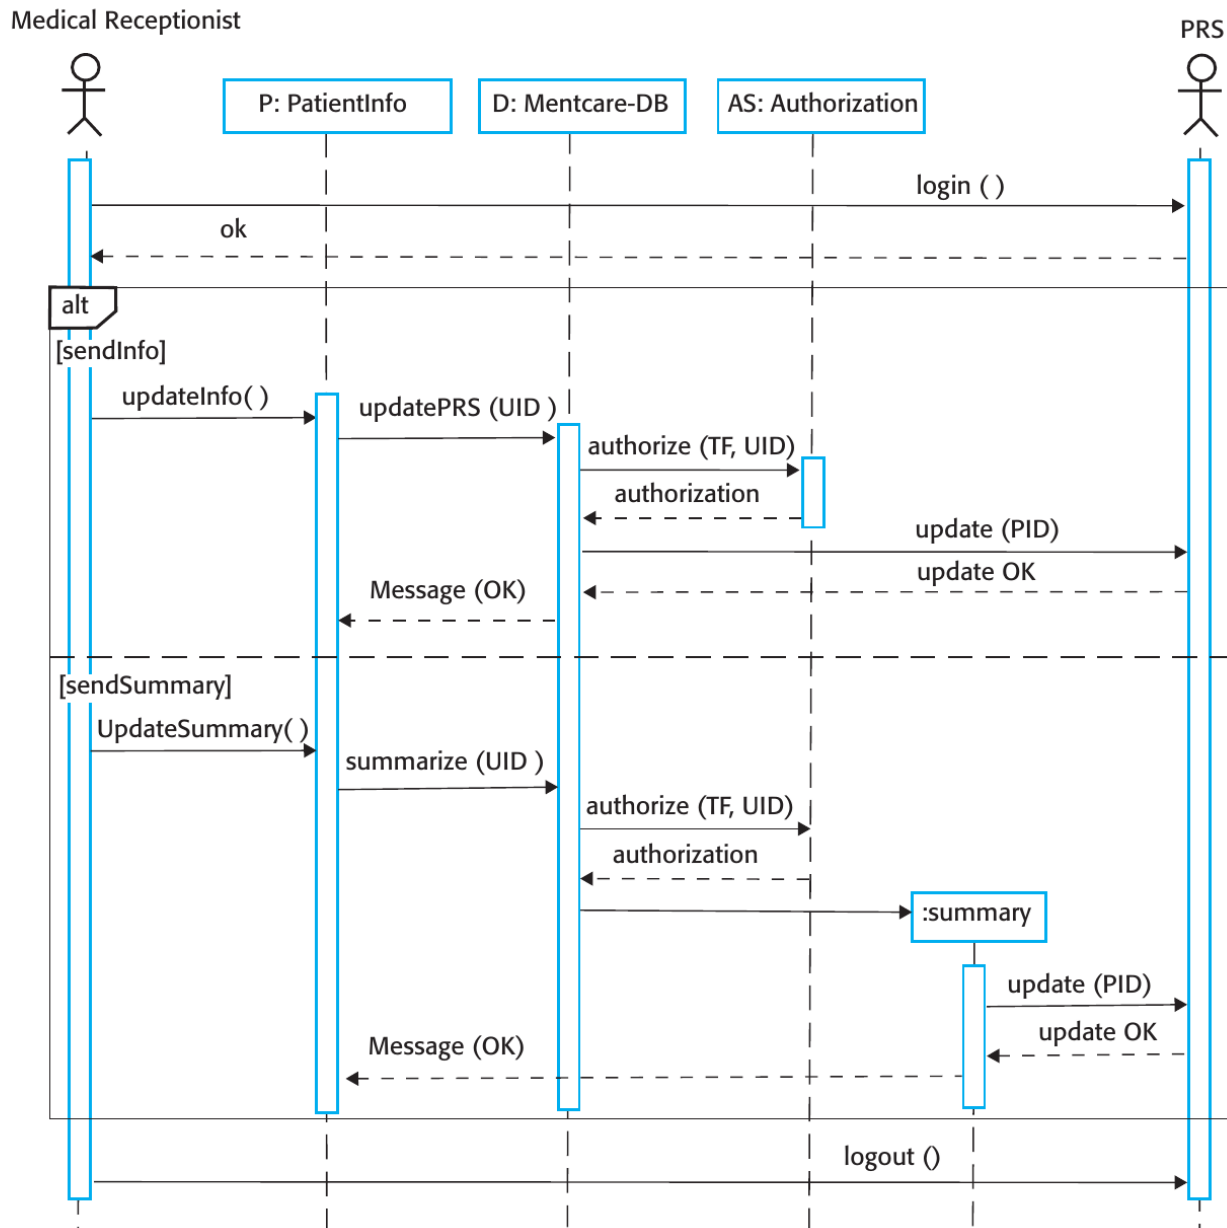 Medical Receptionist
PRS
P: PatientInfo
D: Mentcare-DB
AS: Authorization
login ( )
ok
alt
[sendInfo]
updateInfo( )
updatePRS (UID )
authorize (TF, UID)
authorization
update (PID)
update OK
Message (OK)
[sendSummary]
UpdateSummary( )
summarize (UID )
authorize (TF, UID)
authorization
:summary
update (PID)
update OK
Message (OK)
logout ()